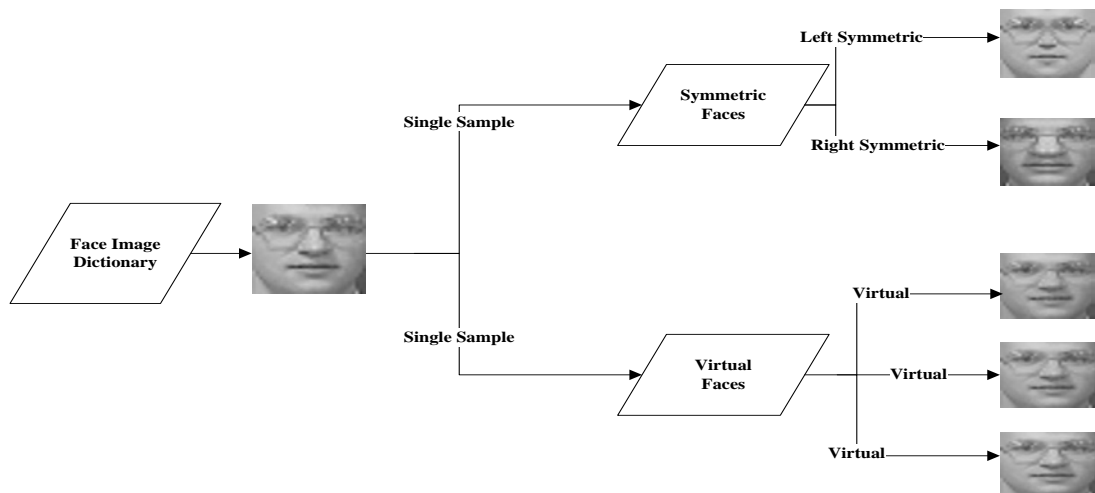 Left Symmetric
Symmetric
Faces
Single Sample
Right Symmetric
Face Image
Dictionary
Virtual
Single Sample
Virtual
Faces
Virtual
Virtual